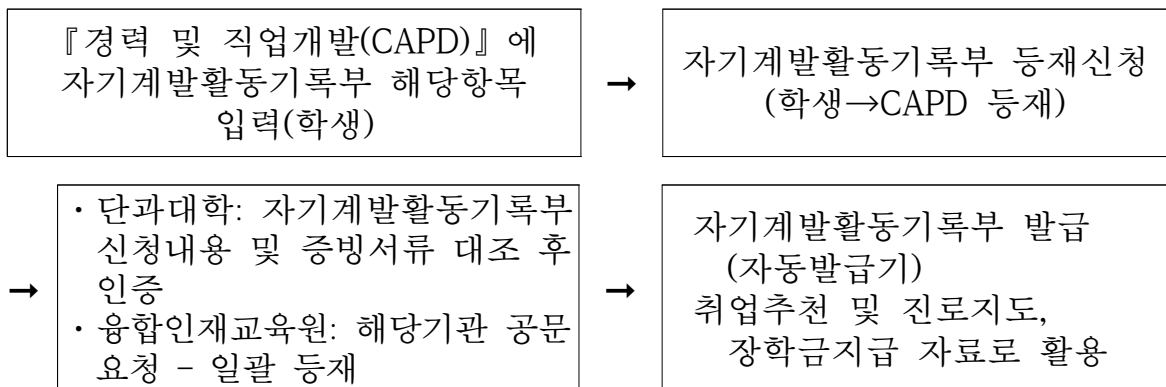 『경력 및 직업개발(CAPD)』에
자기계발활동기록부 해당항목
입력(학생)
➞
자기계발활동기록부 등재신청
(학생→CAPD 등재)
➞
· 단과대학: 자기계발활동기록부
신청내용 및 증빙서류 대조 후
인증
· 융합인재교육원: 해당기관 공문
요청 - 일괄 등재
➞
자기계발활동기록부 발급
(자동발급기)
취업추천 및 진로지도,
장학금지급 자료로 활용